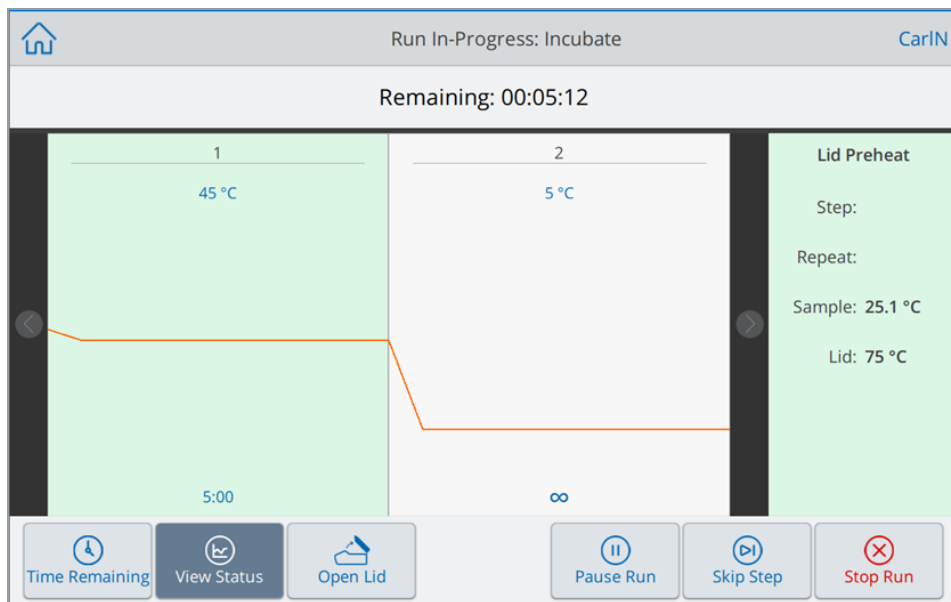 Run In-Progress: Incubate
CarlN
Remaining: 00:05:12
1
45 °C
5:00
2
5 °C
∞
Lid Preheat
Step:
Repeat:
Sample: 25.1 °C
Lid: 75 °C
Time Remaining
View Status
Open Lid
Pause Run
Skip Step
Stop Run